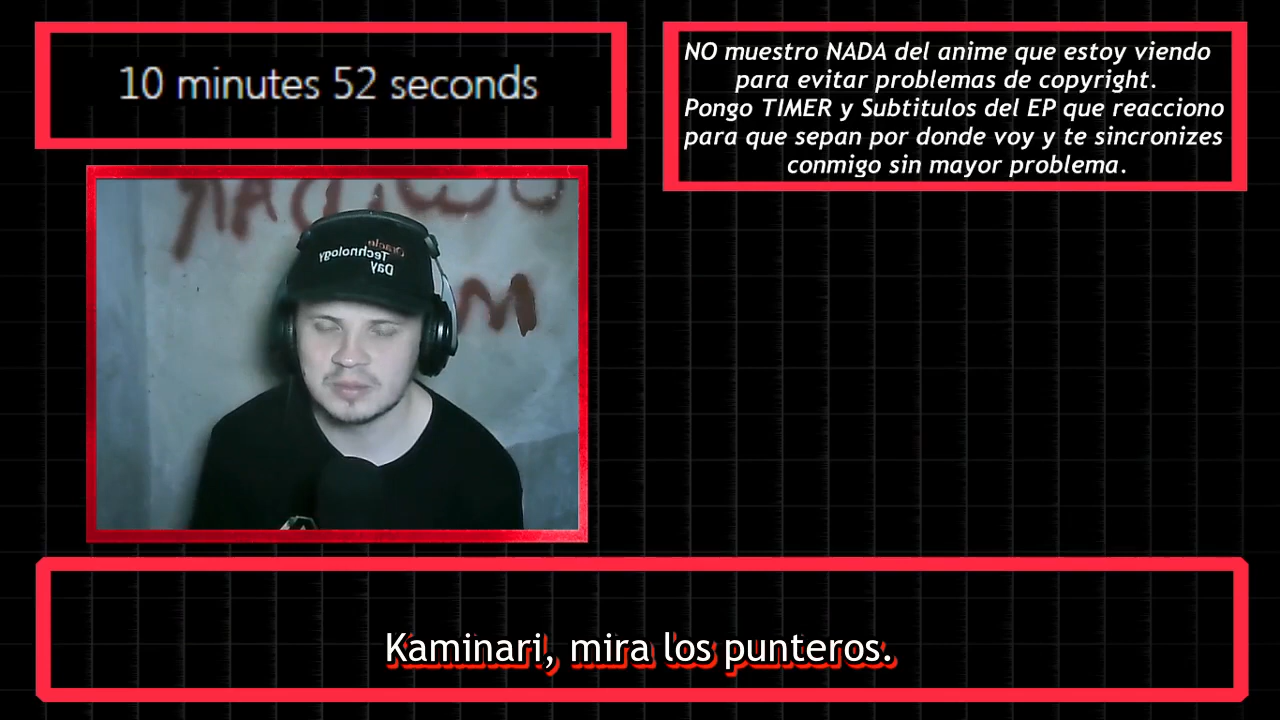 10 minutes 52 seconds
NO muestro NADA del anime que estoy viendo
para evitar problemas de copyright.
Pongo TIMER y Subtitulos del EP que reacciono
para que sepan por donde voy y te sincronizes
conmigo sin mayor problema.
Oracle
Technology
Day
Kaminari, mira los punteros.